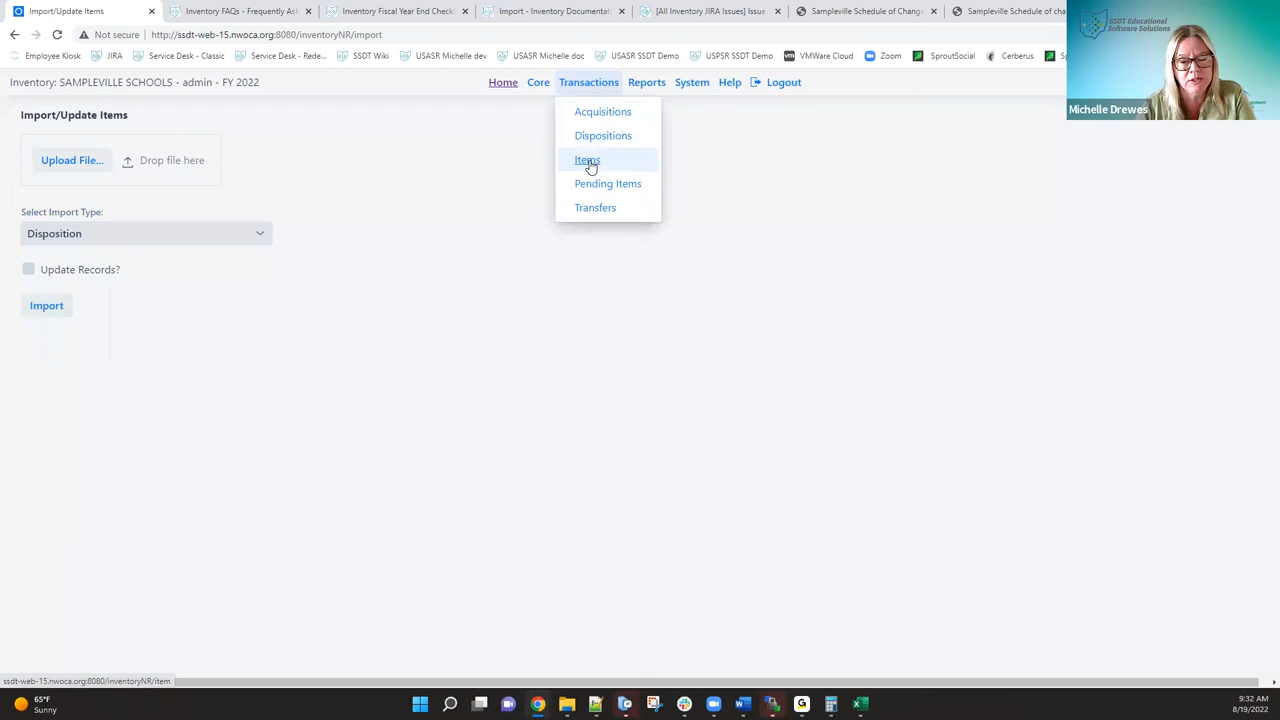 Import/Update Items
Inventory FAQs - Frequently Ask
Inventory Fiscal Year End Checkl
Import - Inventory Documentati
[All Inventory JIRA Issues] Issue
Sampleville Schedule of Change
Sampleville Schedule of cha
Not secure
http://ssdt-web-15.nwoca.org:8080/inventoryNR/import
Employee Kiosk
JIRA
Service Desk - Classic
Service Desk - Rede...
SSDT Wiki
USASR Michelle dev
USASR Michelle doc
USASR SSDT Demo
USPSR SSDT Demo
VMWare Cloud
Zoom
SproutSocial
Cerberus
SSDT Educational
Software Solutions
Michelle Drewes
Inventory: SAMPLEVILLE SCHOOLS - admin - FY 2022
Home
Core
Transactions
Reports
System
Help
Logout
Import/Update Items
Upload File...
Drop file here
Select Import Type:
Disposition
Update Records?
Import
Acquisitions
Dispositions
Items
Pending Items
Transfers
ssdt-web-15.nwoca.org:8080/inventoryNR/item
65°F
Sunny
9:32 AM
8/19/2022